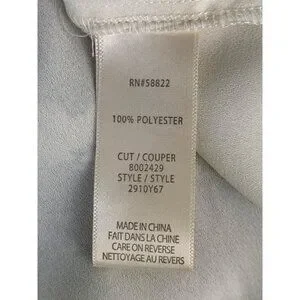 RN#58822
100% POLYESTER
CUT / COUPER
8002429
STYLE / STYLE
2910Y67
MADE IN CHINA
FAIT DANS LA CHINE
CARE ON REVERSE
NETTOYAGE AU REVERS